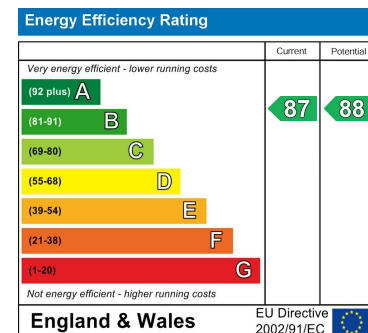 Energy Efficiency Rating
Current Potential
Very energy efficient - lower running costs
(92 plus) A
(81-91) B
87 88
(69-80) C
(55-68) D
(39-54) E
(21-38) F
(1-20) G
Not energy efficient - higher running costs
England & Wales
EU Directive
2002/91/EC